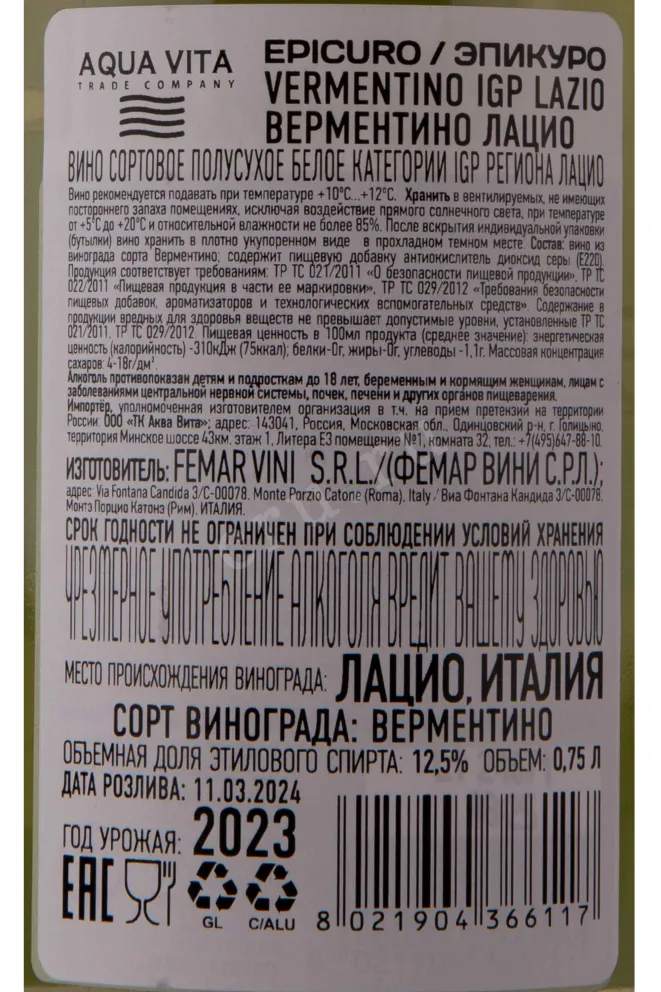 AQUA VITA
TRADE COMPANY
EPICURO / ЭПИКУРО
VERMENTINO IGP LAZIO
ВЕРМЕНТИНО ЛАЦИО
ВИНО СОРТОВОЕ ПОЛУСУХОЕ БЕЛОЕ КАТЕГОРИИ IGP РЕГИОНА ЛАЦИО
Вино рекомендуется подавать при температуре +10°С...+12°С. Хранить в вентилируемых, не имеющих
постороннего запаха помещениях, исключая воздействие прямого солнечного света, при температуре
от +5°С до +20°С и относительной влажности не более 85%. После вскрытия индивидуальной упаковки
(бутылки) вино хранить в плотно укупоренном виде в прохладном темном месте. Состав: вино из
винограда сорта Верментино; содержит пищевую добавку антиокислитель диоксид серы (Е220).
Продукция соответствует требованиям: ТР ТС 021/2011 «О безопасности пищевой продукции», ТР ТС
022/2011 «Пищевая продукция в части ее маркировки», ТР ТС 029/2012 «Требования безопасности
пищевых добавок, ароматизаторов и технологических вспомогательных средств». Содержание в
продукции вредных для здоровья веществ не превышает допустимые уровни, установленные ТР ТС
021/2011, ТР ТС 029/2012. Пищевая ценность в 100мл продукта (среднее значение): энергетическая
ценность (калорийность) -310кДж (75ккал); белки-0г, жиры-0г, углеводы -1,1г. Массовая концентрация
сахаров: 4-18г/дм³.
Алкоголь противопоказан детям и подросткам до 18 лет, беременным и кормящим женщинам, лицам с
заболеваниями центральной нервной системы, почек, печени и других органов пищеварения.
Импортёр, уполномоченная изготовителем организация в т.ч. на прием претензий на территории
России: ООО «ТК Аква Вита»; адрес: 143041, Россия, Московская обл., Одинцовский р-н, г. Голицыно,
территория Минское шоссе 43км, этаж 1, Литера Е3 помещение №1, комната 32, тел.: +7(495)647-88-10.
ИЗГОТОВИТЕЛЬ: FEMAR VINI S.R.L./(ФЕМАР ВИНИ С.Р.Л.);
адрес: Via Fontana Candida 3/C-00078, Monte Porzio Catone (Roma), Italy / Виа Фонтана Кандида 3/С-00078,
Монтэ Порцио Катонэ (Рим), ИТАЛИЯ.
СРОК ГОДНОСТИ НЕ ОГРАНИЧЕН ПРИ СОБЛЮДЕНИИ УСЛОВИЙ ХРАНЕНИЯ
ЧРЕЗМЕРНОЕ УПОТРЕБЛЕНИЕ АЛКОГОЛЯ ВРЕДИТ ВАШЕМУ ЗДОРОВЬЮ
МЕСТО ПРОИСХОЖДЕНИЯ ВИНОГРАДА: ЛАЦИО, ИТАЛИЯ
СОРТ ВИНОГРАДА: ВЕРМЕНТИНО
ОБЪЕМНАЯ ДОЛЯ ЭТИЛОВОГО СПИРТА: 12,5% ОБЪЕМ: 0,75 Л
ДАТА РОЗЛИВА: 11.03.2024
ГОД УРОЖАЯ: 2023
EAC
GL
C/ALU
8 021904 366117